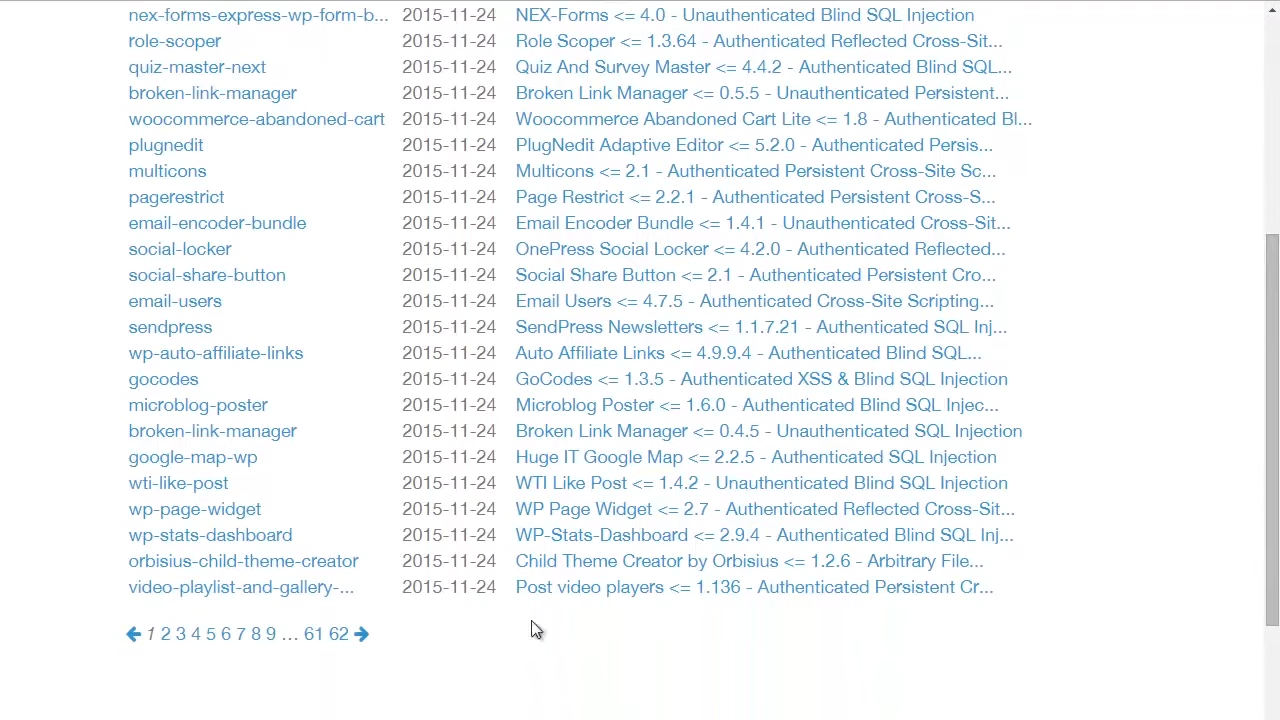 nex-forms-express-wp-form-b... 2015-11-24 NEX-Forms <= 4.0 - Unauthenticated Blind SQL Injection
role-scoper 2015-11-24 Role Scoper <= 1.3.64 - Authenticated Reflected Cross-Sit...
quiz-master-next 2015-11-24 Quiz And Survey Master <= 4.4.2 - Authenticated Blind SQL...
broken-link-manager 2015-11-24 Broken Link Manager <= 0.5.5 - Unauthenticated Persistent...
woocommerce-abandoned-cart 2015-11-24 Woocommerce Abandoned Cart Lite <= 1.8 - Authenticated Bl...
plugnedit 2015-11-24 PlugNedit Adaptive Editor <= 5.2.0 - Authenticated Persis...
multicons 2015-11-24 Multicons <= 2.1 - Authenticated Persistent Cross-Site Sc...
pagerestrict 2015-11-24 Page Restrict <= 2.2.1 - Authenticated Persistent Cross-S...
email-encoder-bundle 2015-11-24 Email Encoder Bundle <= 1.4.1 - Unauthenticated Cross-Sit...
social-locker 2015-11-24 OnePress Social Locker <= 4.2.0 - Authenticated Reflected...
social-share-button 2015-11-24 Social Share Button <= 2.1 - Authenticated Persistent Cro...
email-users 2015-11-24 Email Users <= 4.7.5 - Authenticated Cross-Site Scripting...
sendpress 2015-11-24 SendPress Newsletters <= 1.1.7.21 - Authenticated SQL Inj...
wp-auto-affiliate-links 2015-11-24 Auto Affiliate Links <= 4.9.9.4 - Authenticated Blind SQL...
gocodes 2015-11-24 GoCodes <= 1.3.5 - Authenticated XSS & Blind SQL Injection
microblog-poster 2015-11-24 Microblog Poster <= 1.6.0 - Authenticated Blind SQL Injec...
broken-link-manager 2015-11-24 Broken Link Manager <= 0.4.5 - Unauthenticated SQL Injection
google-map-wp 2015-11-24 Huge IT Google Map <= 2.2.5 - Authenticated SQL Injection
wti-like-post 2015-11-24 WTI Like Post <= 1.4.2 - Unauthenticated Blind SQL Injection
wp-page-widget 2015-11-24 WP Page Widget <= 2.7 - Authenticated Reflected Cross-Sit...
wp-stats-dashboard 2015-11-24 WP-Stats-Dashboard <= 2.9.4 - Authenticated Blind SQL Inj...
orbisius-child-theme-creator 2015-11-24 Child Theme Creator by Orbisius <= 1.2.6 - Arbitrary File...
video-playlist-and-gallery-... 2015-11-24 Post video players <= 1.136 - Authenticated Persistent Cr...
1 2 3 4 5 6 7 8 9 ... 61 62